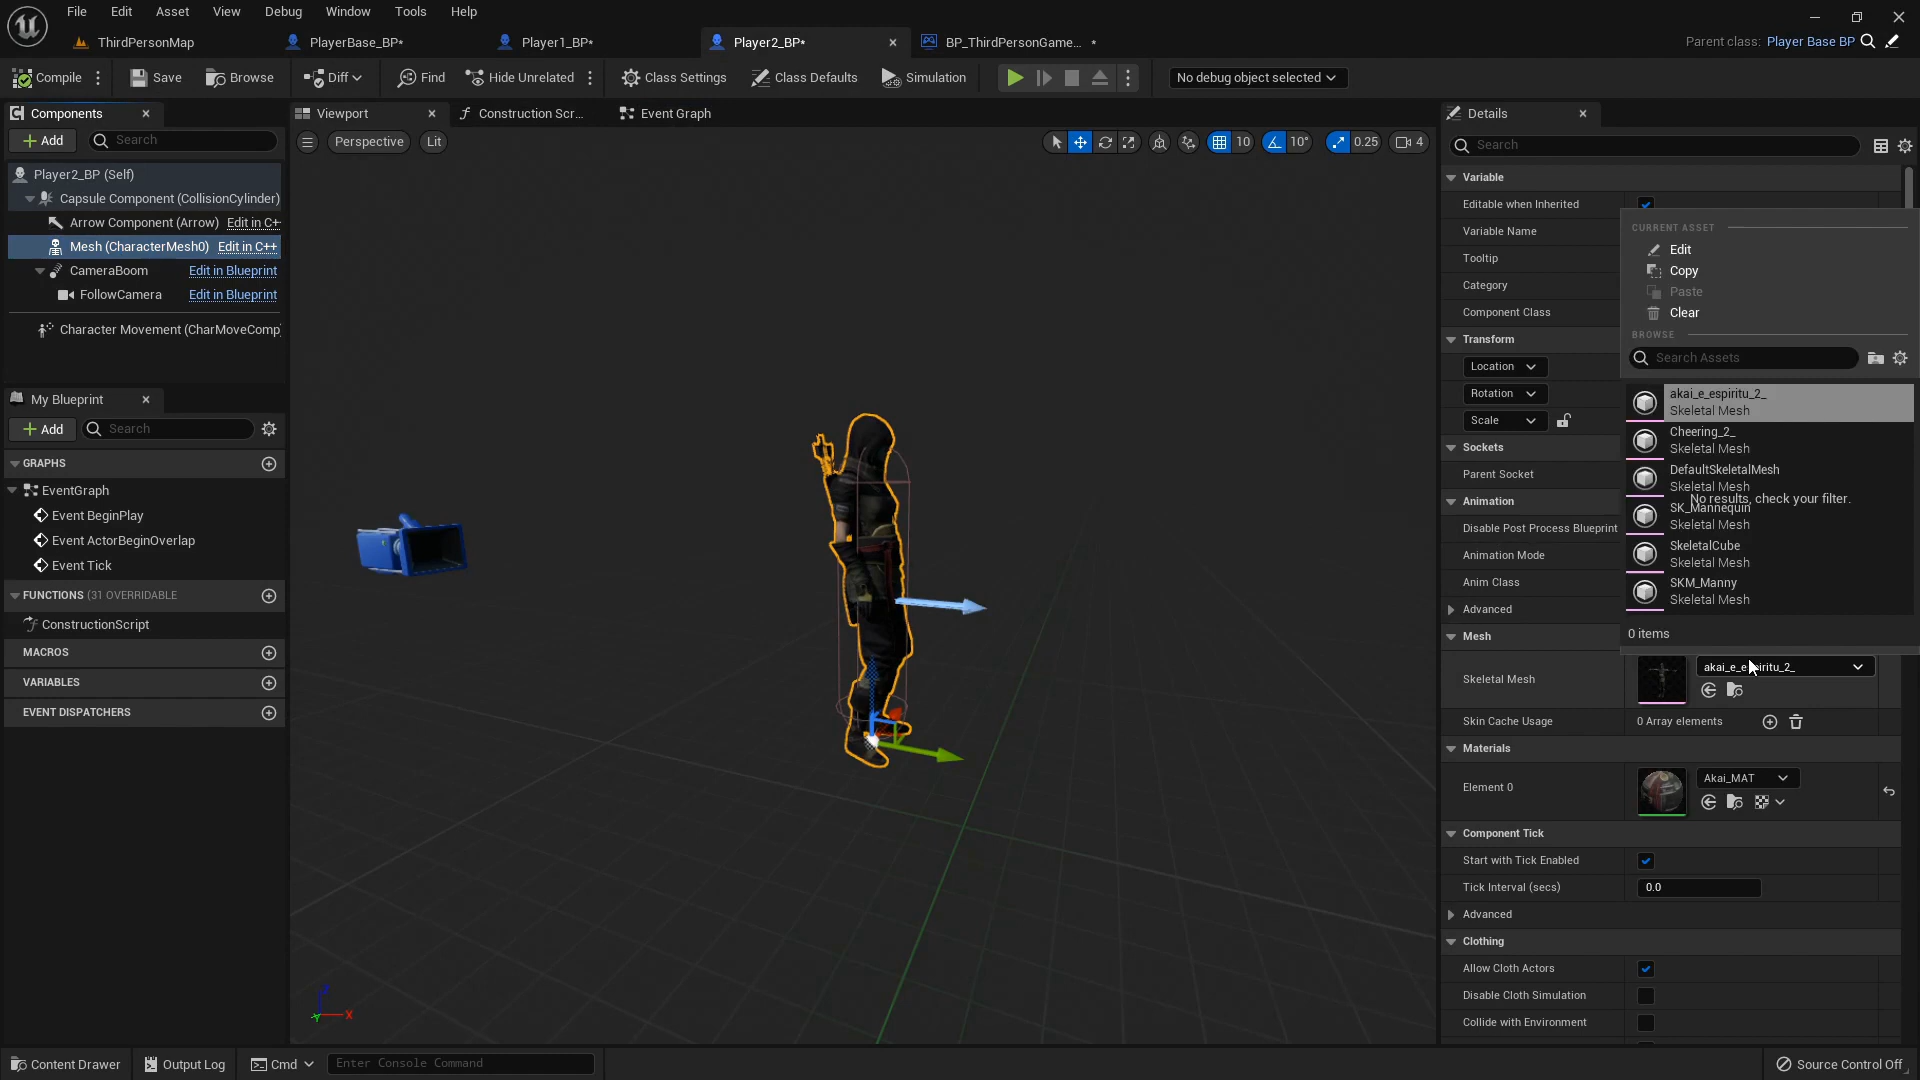 File Edit Asset View Debug Window Tools Help
ThirdPersonMap PlayerBase_BP* Player1_BP* Player2_BP* BP_ThirdPersonGame... * Parent class: Player Base BP
Compile Save Browse Diff Find Hide Unrelated Class Settings Class Defaults Simulation No debug object selected
Components
Add Search
Player2_BP (Self)
Capsule Component (CollisionCylinder)
Arrow Component (Arrow) Edit in C+
Mesh (CharacterMesh0) Edit in C++
CameraBoom Edit in Blueprint
FollowCamera Edit in Blueprint
Character Movement (CharMoveComp
My Blueprint
Add Search
GRAPHS
EventGraph
Event BeginPlay
Event ActorBeginOverlap
Event Tick
FUNCTIONS (31 OVERRIDABLE
ConstructionScript
MACROS
VARIABLES
EVENT DISPATCHERS
Viewport Construction Scr... Event Graph
Perspective Lit 10 10° 0.25 4
Z
X
Y
Details
Search
Variable
Editable when Inherited
Variable Name
Tooltip
Category
Component Class
Transform
Location
Rotation
Scale
Sockets
Parent Socket
Animation
Disable Post Process Blueprint
Animation Mode
Anim Class
Advanced
Mesh
Skeletal Mesh akai_e_espiritu_2_
Skin Cache Usage 0 Array elements
Materials
Element 0 Akai_MAT
Component Tick
Start with Tick Enabled
Tick Interval (secs) 0.0
Advanced
Clothing
Allow Cloth Actors
Disable Cloth Simulation
Collide with Environment
CURRENT ASSET
Edit
Copy
Paste
Clear
BROWSE
Search Assets
akai_e_espiritu_2_
Skeletal Mesh
Cheering_2_
Skeletal Mesh
DefaultSkeletalMesh
Skeletal Mesh
No results, check your filter.
SK_Mannequin
Skeletal Mesh
SkeletalCube
Skeletal Mesh
SKM_Manny
Skeletal Mesh
0 items
Content Drawer Output Log Cmd Enter Console Command Source Control Off